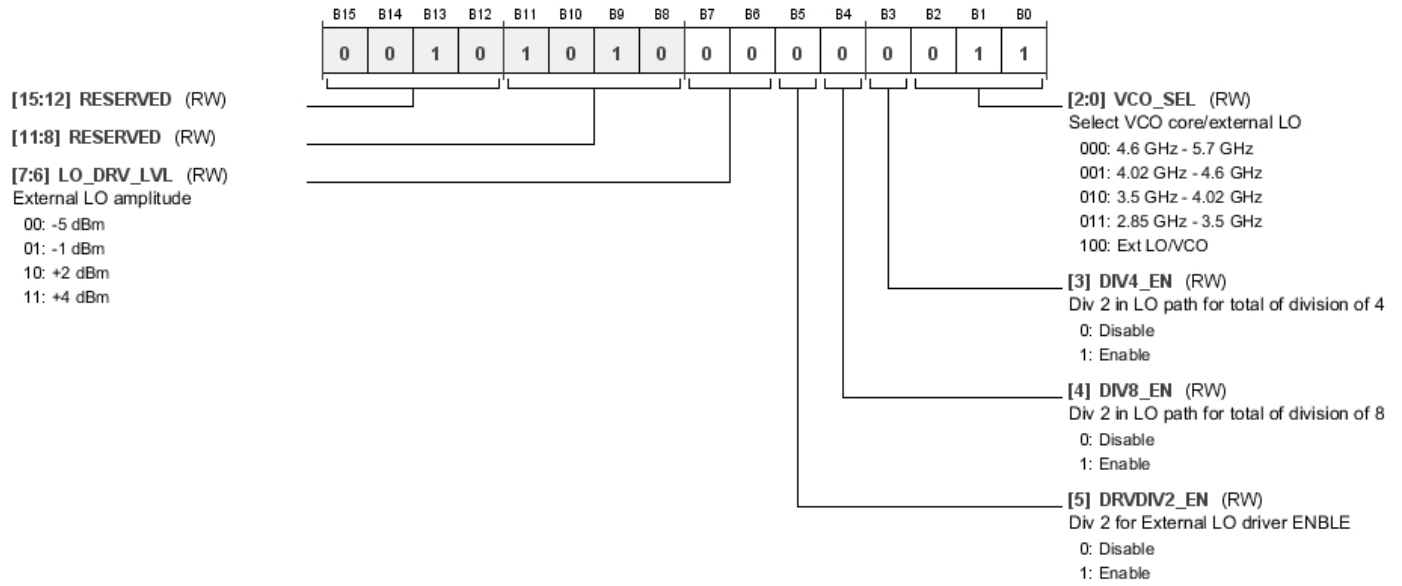 B15 B14 B13 B12 B11 B10 B9 B8 B7 B6 B5 B4 B3 B2 B1 B0
0 0 1 0 1 0 1 0 0 0 0 0 0 0 1 1
[15:12] RESERVED (RW)
[11:8] RESERVED (RW)
[7:6] LO_DRV_LVL (RW)
External LO amplitude
00: -5 dBm
01: -1 dBm
10: +2 dBm
11: +4 dBm
[2:0] VCO_SEL (RW)
Select VCO core/external LO
000: 4.6 GHz - 5.7 GHz
001: 4.02 GHz - 4.6 GHz
010: 3.5 GHz - 4.02 GHz
011: 2.85 GHz - 3.5 GHz
100: Ext LO/VCO
[3] DIV4_EN (RW)
Div 2 in LO path for total of division of 4
0: Disable
1: Enable
[4] DIV8_EN (RW)
Div 2 in LO path for total of division of 8
0: Disable
1: Enable
[5] DRVDIV2_EN (RW)
Div 2 for External LO driver ENBLE
0: Disable
1: Enable